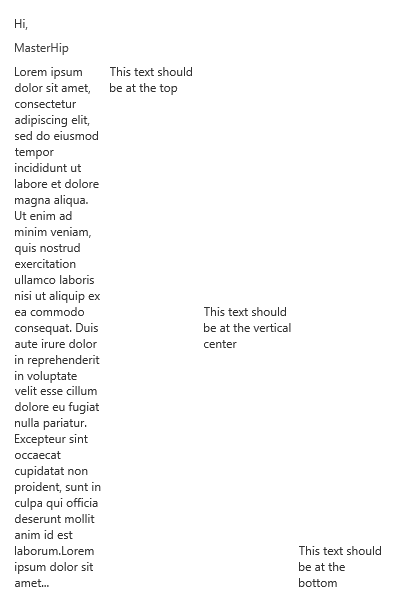 Hi,
MasterHip
Lorem ipsum
dolor sit amet,
consectetur
adipiscing elit,
sed do eiusmod
tempor
incididunt ut
labore et dolore
magna aliqua.
Ut enim ad
minim veniam,
quis nostrud
exercitation
ullamco laboris
nisi ut aliquip ex
ea commodo
consequat. Duis
aute irure dolor
in reprehenderit
in voluptate
velit esse cillum
dolore eu fugiat
nulla pariatur.
Excepteur sint
occaecat
cupidatat non
proident, sunt in
culpa qui officia
deserunt mollit
anim id est
laborum.Lorem
ipsum dolor sit
amet...
This text should
be at the top
This text should
be at the vertical
center
This text should
be at the
bottom